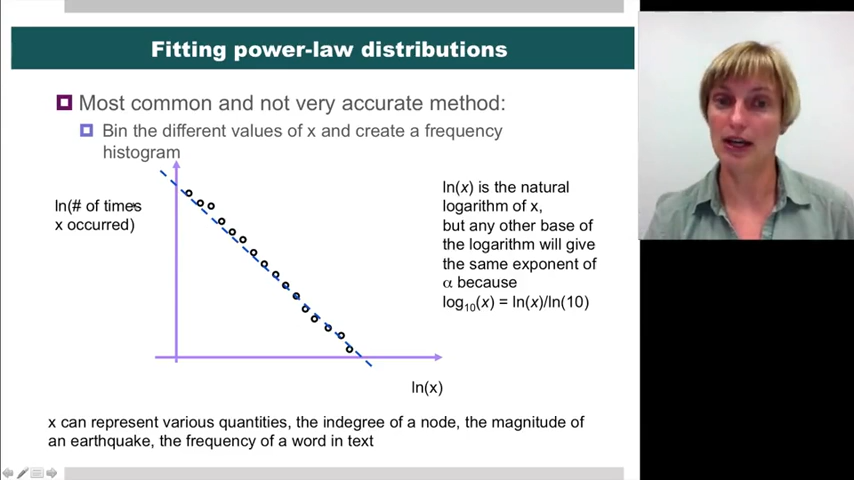 Fitting power-law distributions
Most common and not very accurate method:
Bin the different values of x and create a frequency
histogram
ln(# of times
x occurred)
ln(x) is the natural
logarithm of x,
but any other base of
the logarithm will give
the same exponent of
α because
log₁₀(x) = ln(x)/ln(10)
ln(x)
x can represent various quantities, the indegree of a node, the magnitude of
an earthquake, the frequency of a word in text